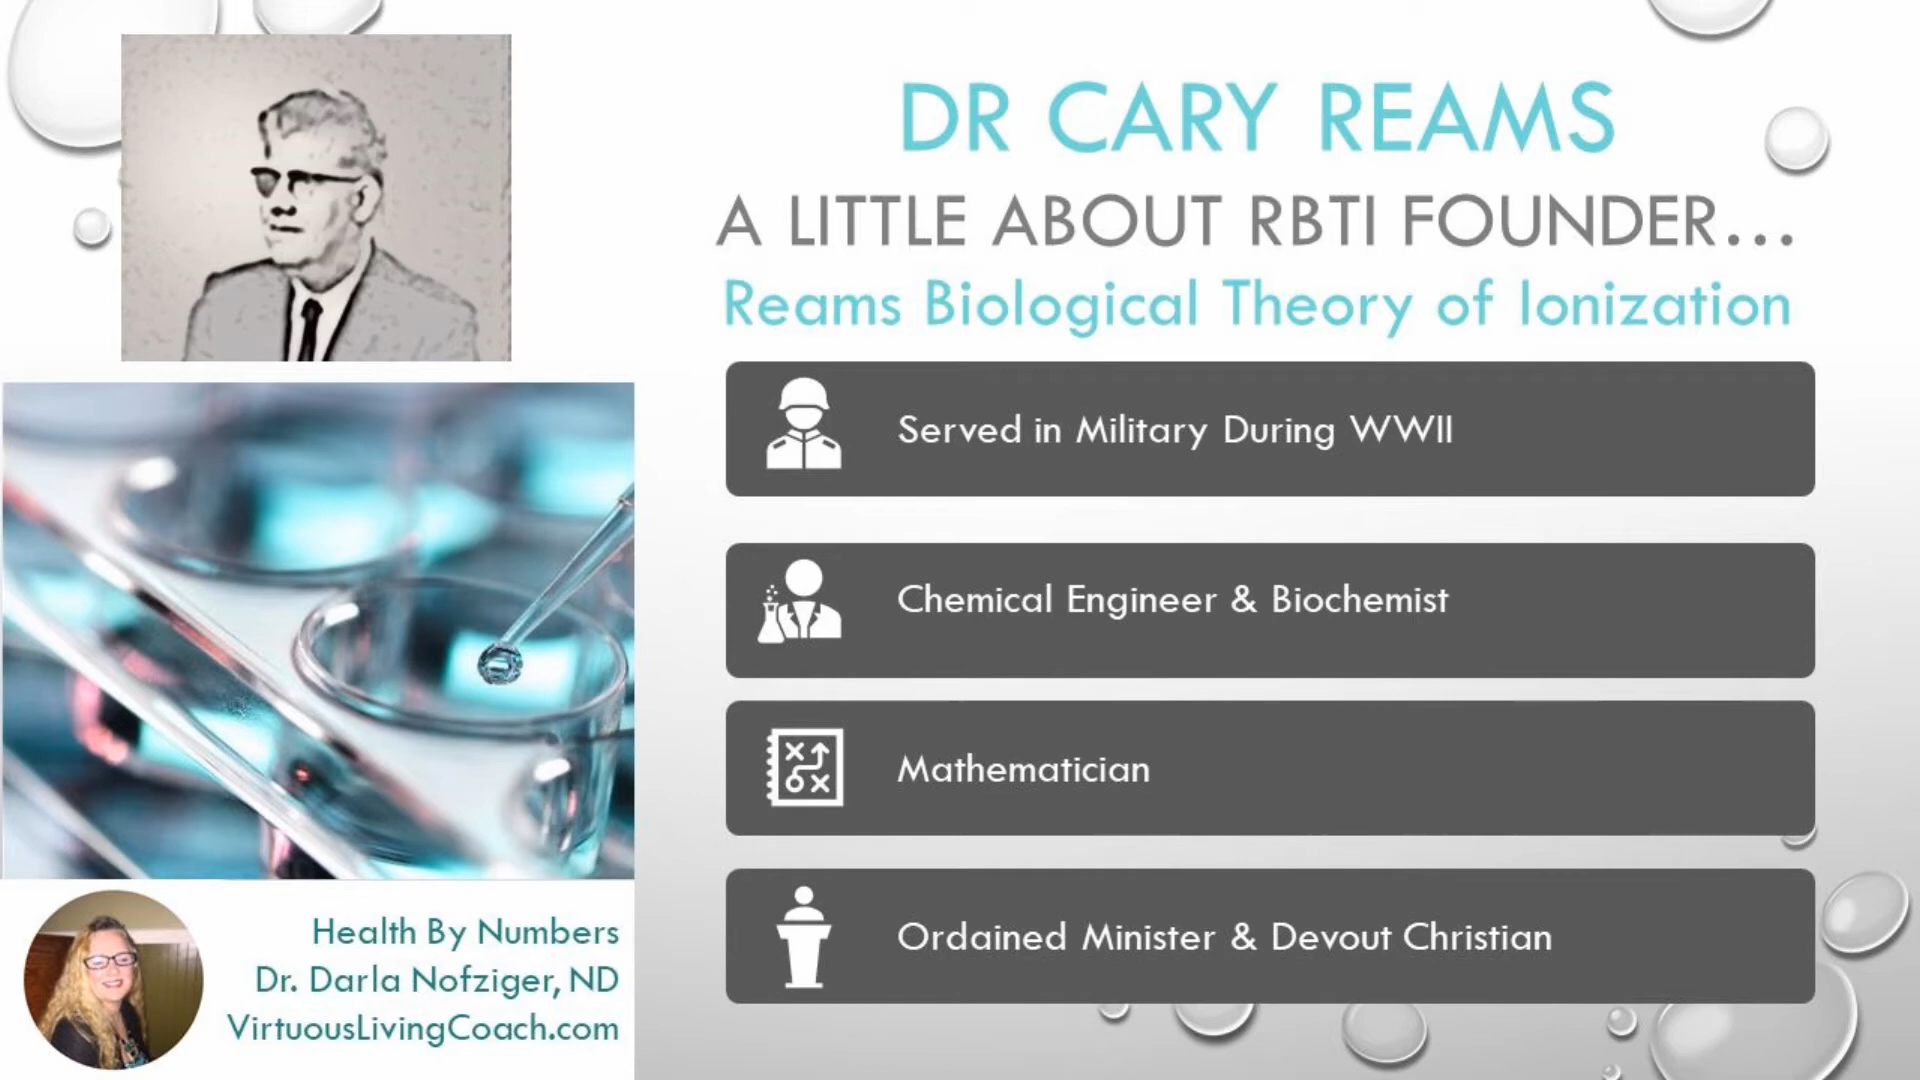 DR CARY REAMS
A LITTLE ABOUT RBTI FOUNDER...
Reams Biological Theory of Ionization
Served in Military During WWII
Chemical Engineer & Biochemist
Mathematician
Ordained Minister & Devout Christian
Health By Numbers
Dr. Darla Nofziger, ND
VirtuousLivingCoach.com